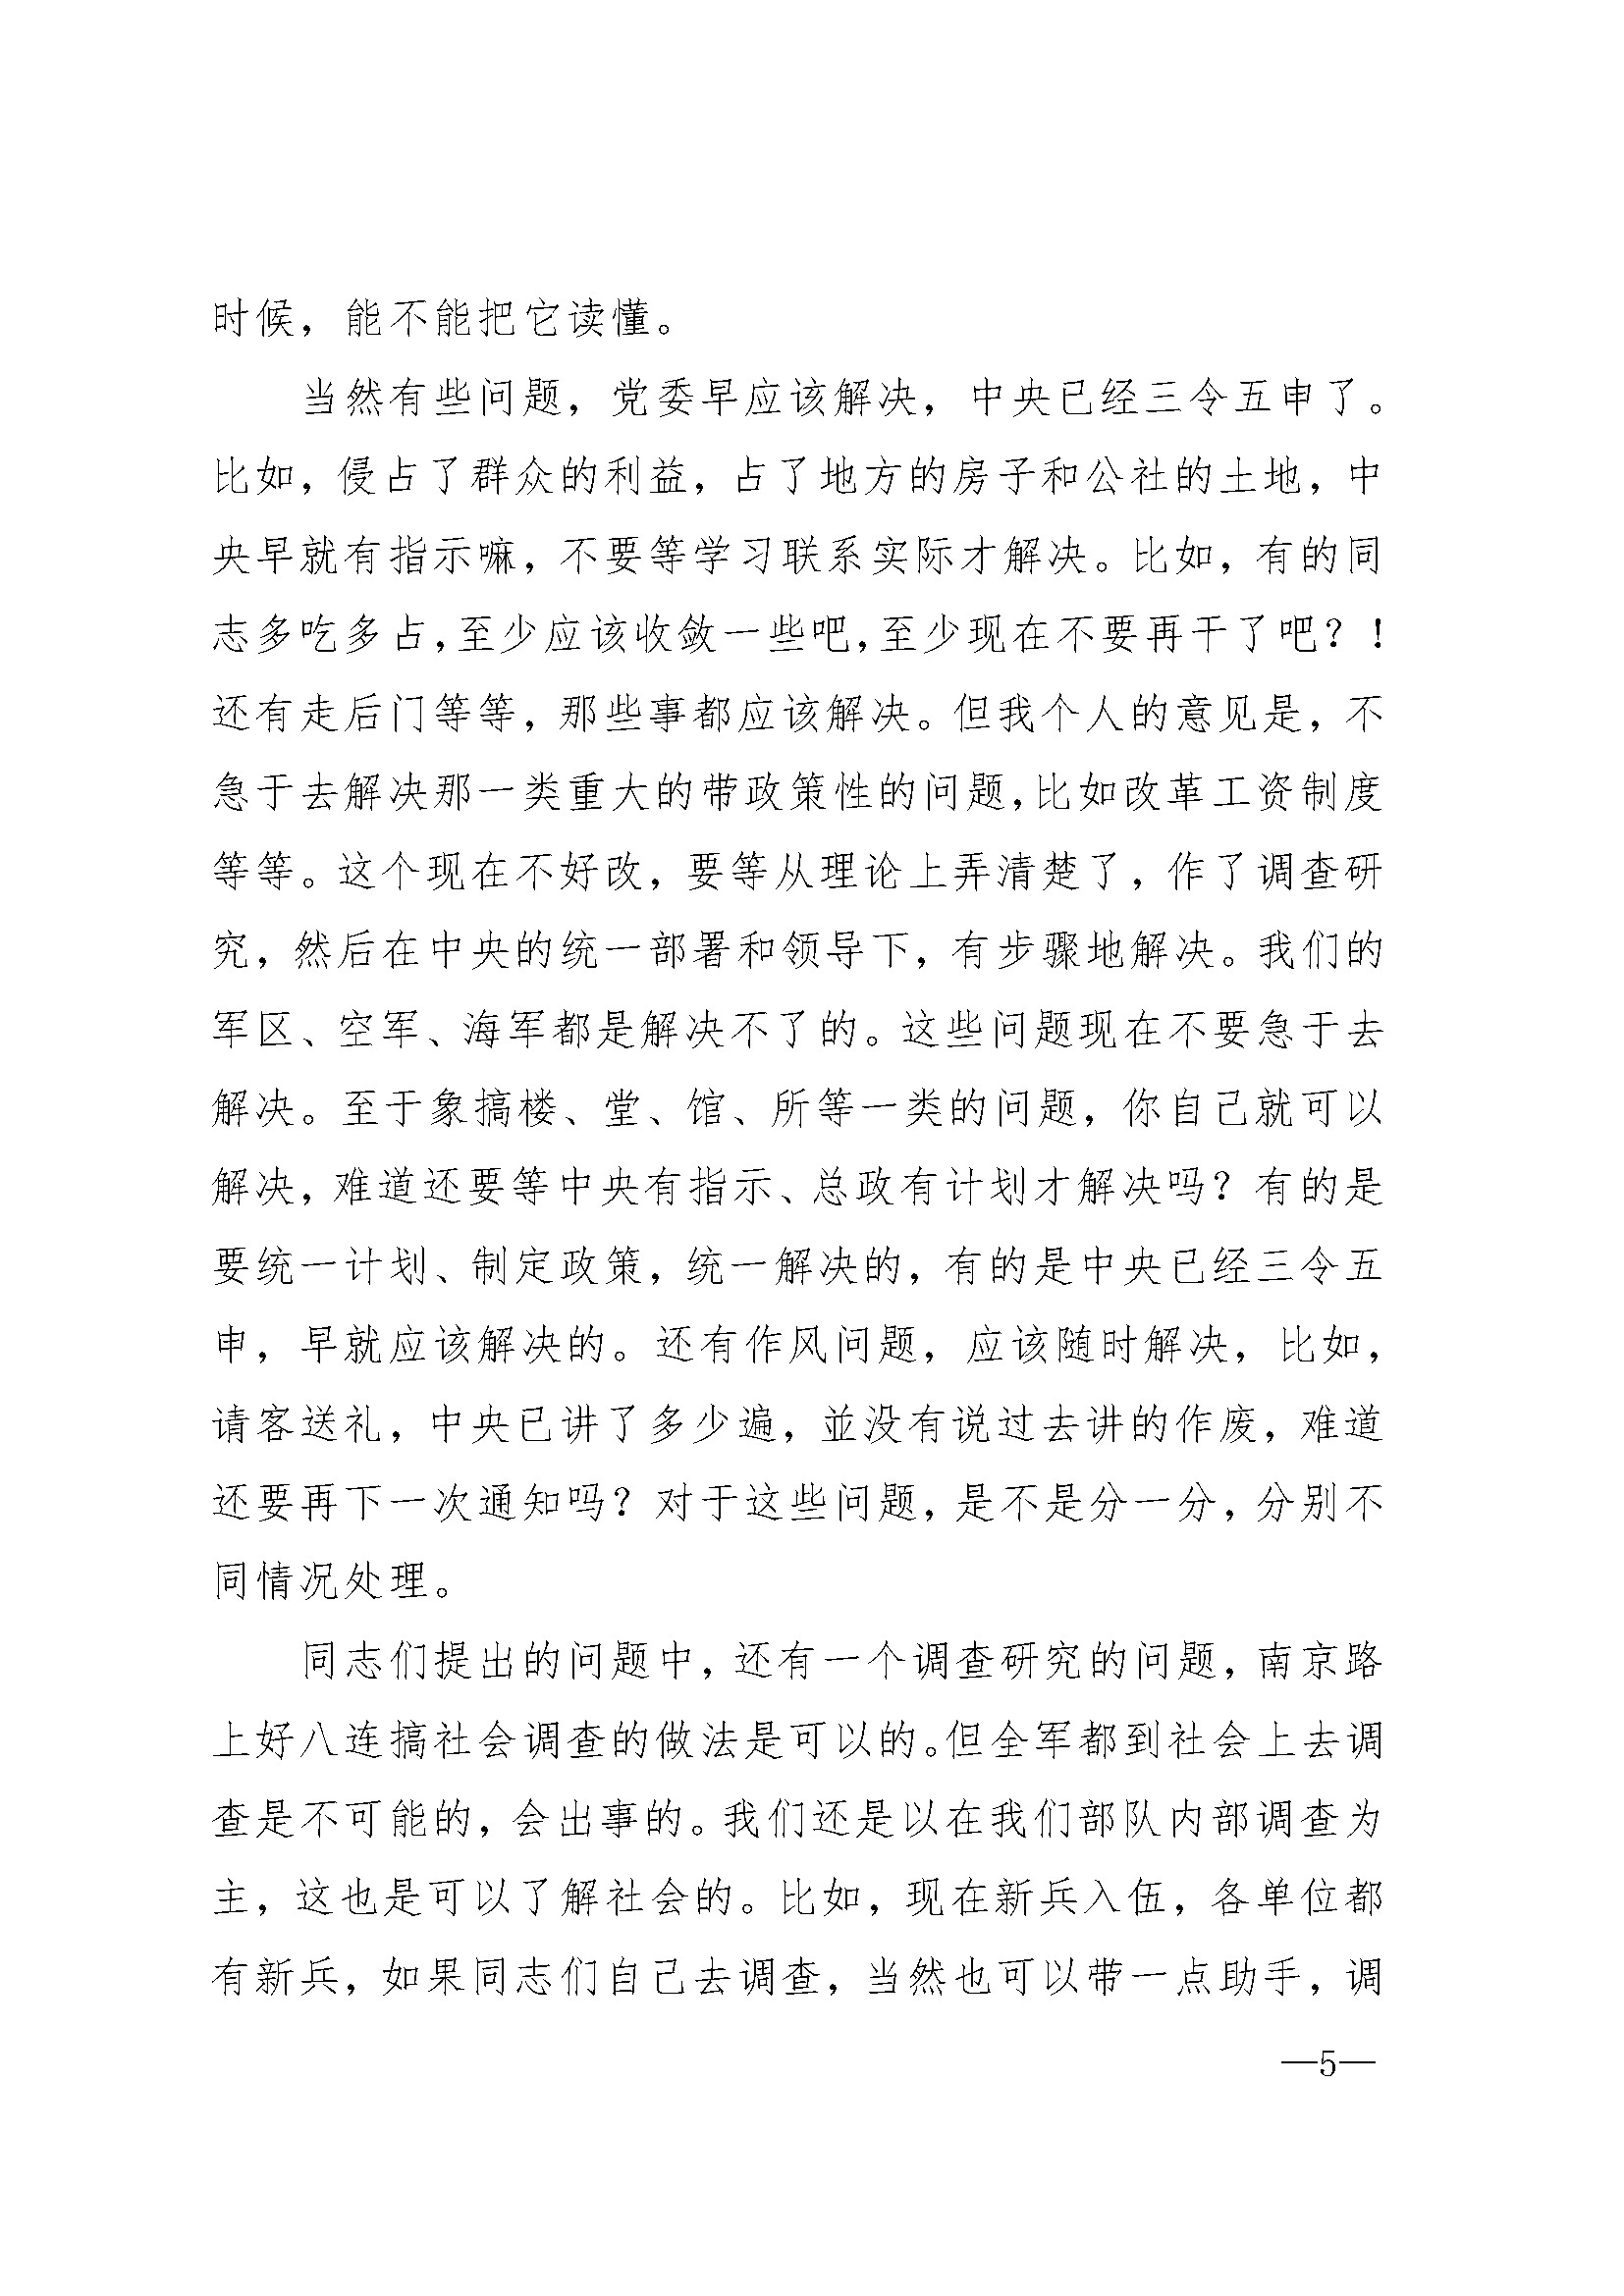 时候，能不能把它读懂。
当然有些问题，党委早应该解决，中央已经三令五申了。
比如，侵占了群众的利益，占了地方的房子和公社的土地，中
央早就有指示嘛，不要等学习联系实际才解决。比如，有的同
志多吃多占，至少应该收敛一些吧，至少现在不要再干了吧？！
还有走后门等等，那些事都应该解决。但我个人的意见是，不
急于去解决那一类重大的带政策性的问题，比如改革工资制度
等等。这个现在不好改，要等从理论上弄清楚了，作了调查研
究，然后在中央的统一部署和领导下，有步骤地解决。我们的
军区、空军、海军都是解决不了的。这些问题现在不要急于去
解决。至于象搞楼、堂、馆、所等一类的问题，你自己就可以
解决，难道还要等中央有指示、总政有计划才解决吗？有的是
要统一计划、制定政策，统一解决的，有的是中央已经三令五
申，早就应该解决的。还有作风问题，应该随时解决，比如，
请客送礼，中央已讲了多少遍，並没有说过去讲的作废，难道
还要再下一次通知吗？对于这些问题，是不是分一分，分别不
同情况处理。
同志们提出的问题中，还有一个调查研究的问题，南京路
上好八连搞社会调查的做法是可以的。但全军都到社会上去调
查是不可能的，会出事的。我们还是以在我们部队内部调查为
主，这也是可以了解社会的。比如，现在新兵入伍，各单位都
有新兵，如果同志们自己去调查，当然也可以带一点助手，调
—5—